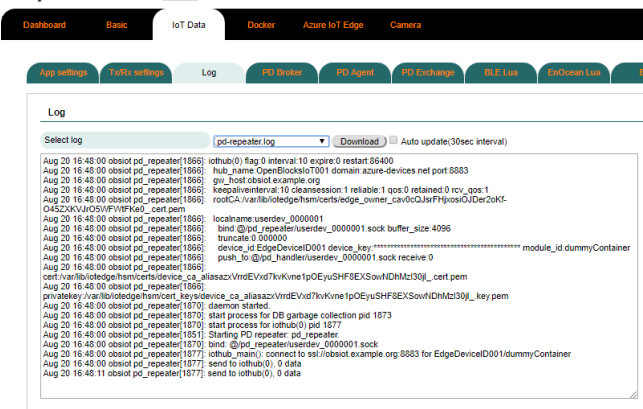 Dashboard Basic IoT Data Docker Azure IoT Edge Camera
App settings Tx/Rx settings Log PD Broker PD Agent PD Exchange BLE Lua EnOcean Lua
Log
Select log pd-repeater.log Download Auto update(30sec interval)
Aug 20 16:48:00 obsiot pd_repeater[1866]: iothub(0) flag:0 interval:10 expire:0 restart:86400
Aug 20 16:48:00 obsiot pd_repeater[1866]: hub_name:OpenBlocksIoT001 domain:azure-devices.net port:8883
Aug 20 16:48:00 obsiot pd_repeater[1866]: gw_host:obsiot.example.org
Aug 20 16:48:00 obsiot pd_repeater[1866]: keepaliveinterval:10 cleansession:1 reliable:1 qos:0 retained:0 rcv_qos:1
Aug 20 16:48:00 obsiot pd_repeater[1866]: rootCA:/var/lib/iotedge/hsm/certs/edge_owner_cav0cQJsrFHjxosiOJDer2oKf-
O45ZXKVJrO5WFWtFKe0_.cert.pem
Aug 20 16:48:00 obsiot pd_repeater[1866]: localname:userdev_0000001
Aug 20 16:48:00 obsiot pd_repeater[1866]: bind:@/pd_repeater/userdev_0000001.sock buffer_size:4096
Aug 20 16:48:00 obsiot pd_repeater[1866]: truncate:0.000000
Aug 20 16:48:00 obsiot pd_repeater[1866]: device_id:EdgeDeviceID001 device_key:******************************************** module_id:dummyContainer
Aug 20 16:48:00 obsiot pd_repeater[1866]: push_to:@/pd_handler/userdev_0000001.sock receive:0
Aug 20 16:48:00 obsiot pd_repeater[1866]:
cert:/var/lib/iotedge/hsm/certs/device_ca_aliasazxVrrdEVxd7kvKvne1pOEyuSHF8EXSowNDhMzI30jI_.cert.pem
Aug 20 16:48:00 obsiot pd_repeater[1866]:
privatekey:/var/lib/iotedge/hsm/cert_keys/device_ca_aliasazxVrrdEVxd7kvKvne1pOEyuSHF8EXSowNDhMzI30jI_.key.pem
Aug 20 16:48:00 obsiot pd_repeater[1870]: daemon started.
Aug 20 16:48:00 obsiot pd_repeater[1870]: start process for DB garbage collection pid 1873
Aug 20 16:48:00 obsiot pd_repeater[1870]: start process for iothub(0) pid 1877
Aug 20 16:48:00 obsiot pd_repeater[1851]: Starting PD repeater: pd_repeater.
Aug 20 16:48:00 obsiot pd_repeater[1870]: bind: @/pd_repeater/userdev_0000001.sock
Aug 20 16:48:00 obsiot pd_repeater[1877]: iothub_main(): connect to ssl://obsiot.example.org:8883 for EdgeDeviceID001/dummyContainer
Aug 20 16:48:00 obsiot pd_repeater[1877]: send to iothub(0), 0 data
Aug 20 16:48:11 obsiot pd_repeater[1877]: send to iothub(0), 0 data